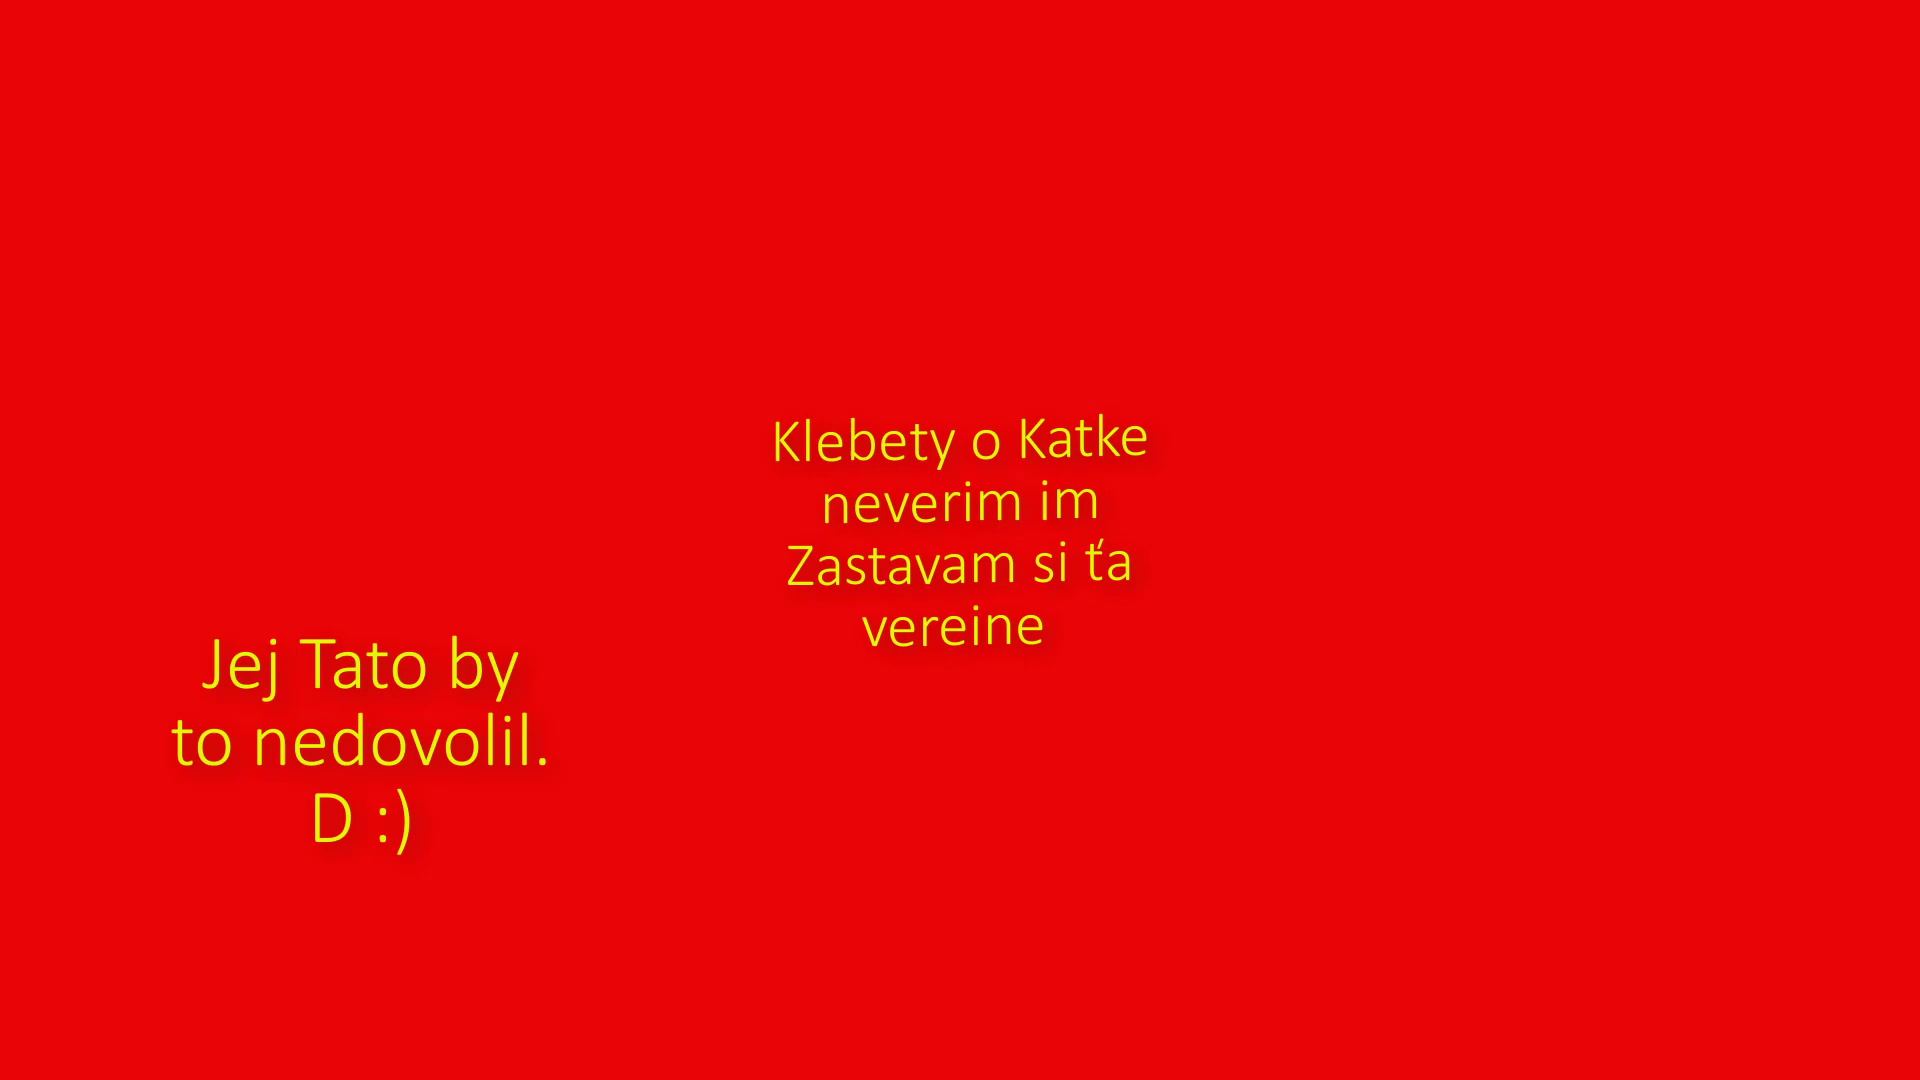 Klebety o Katke
neverim im
Zastavam si ťa
vereine
Jej Tato by
to nedovolil.
D :)